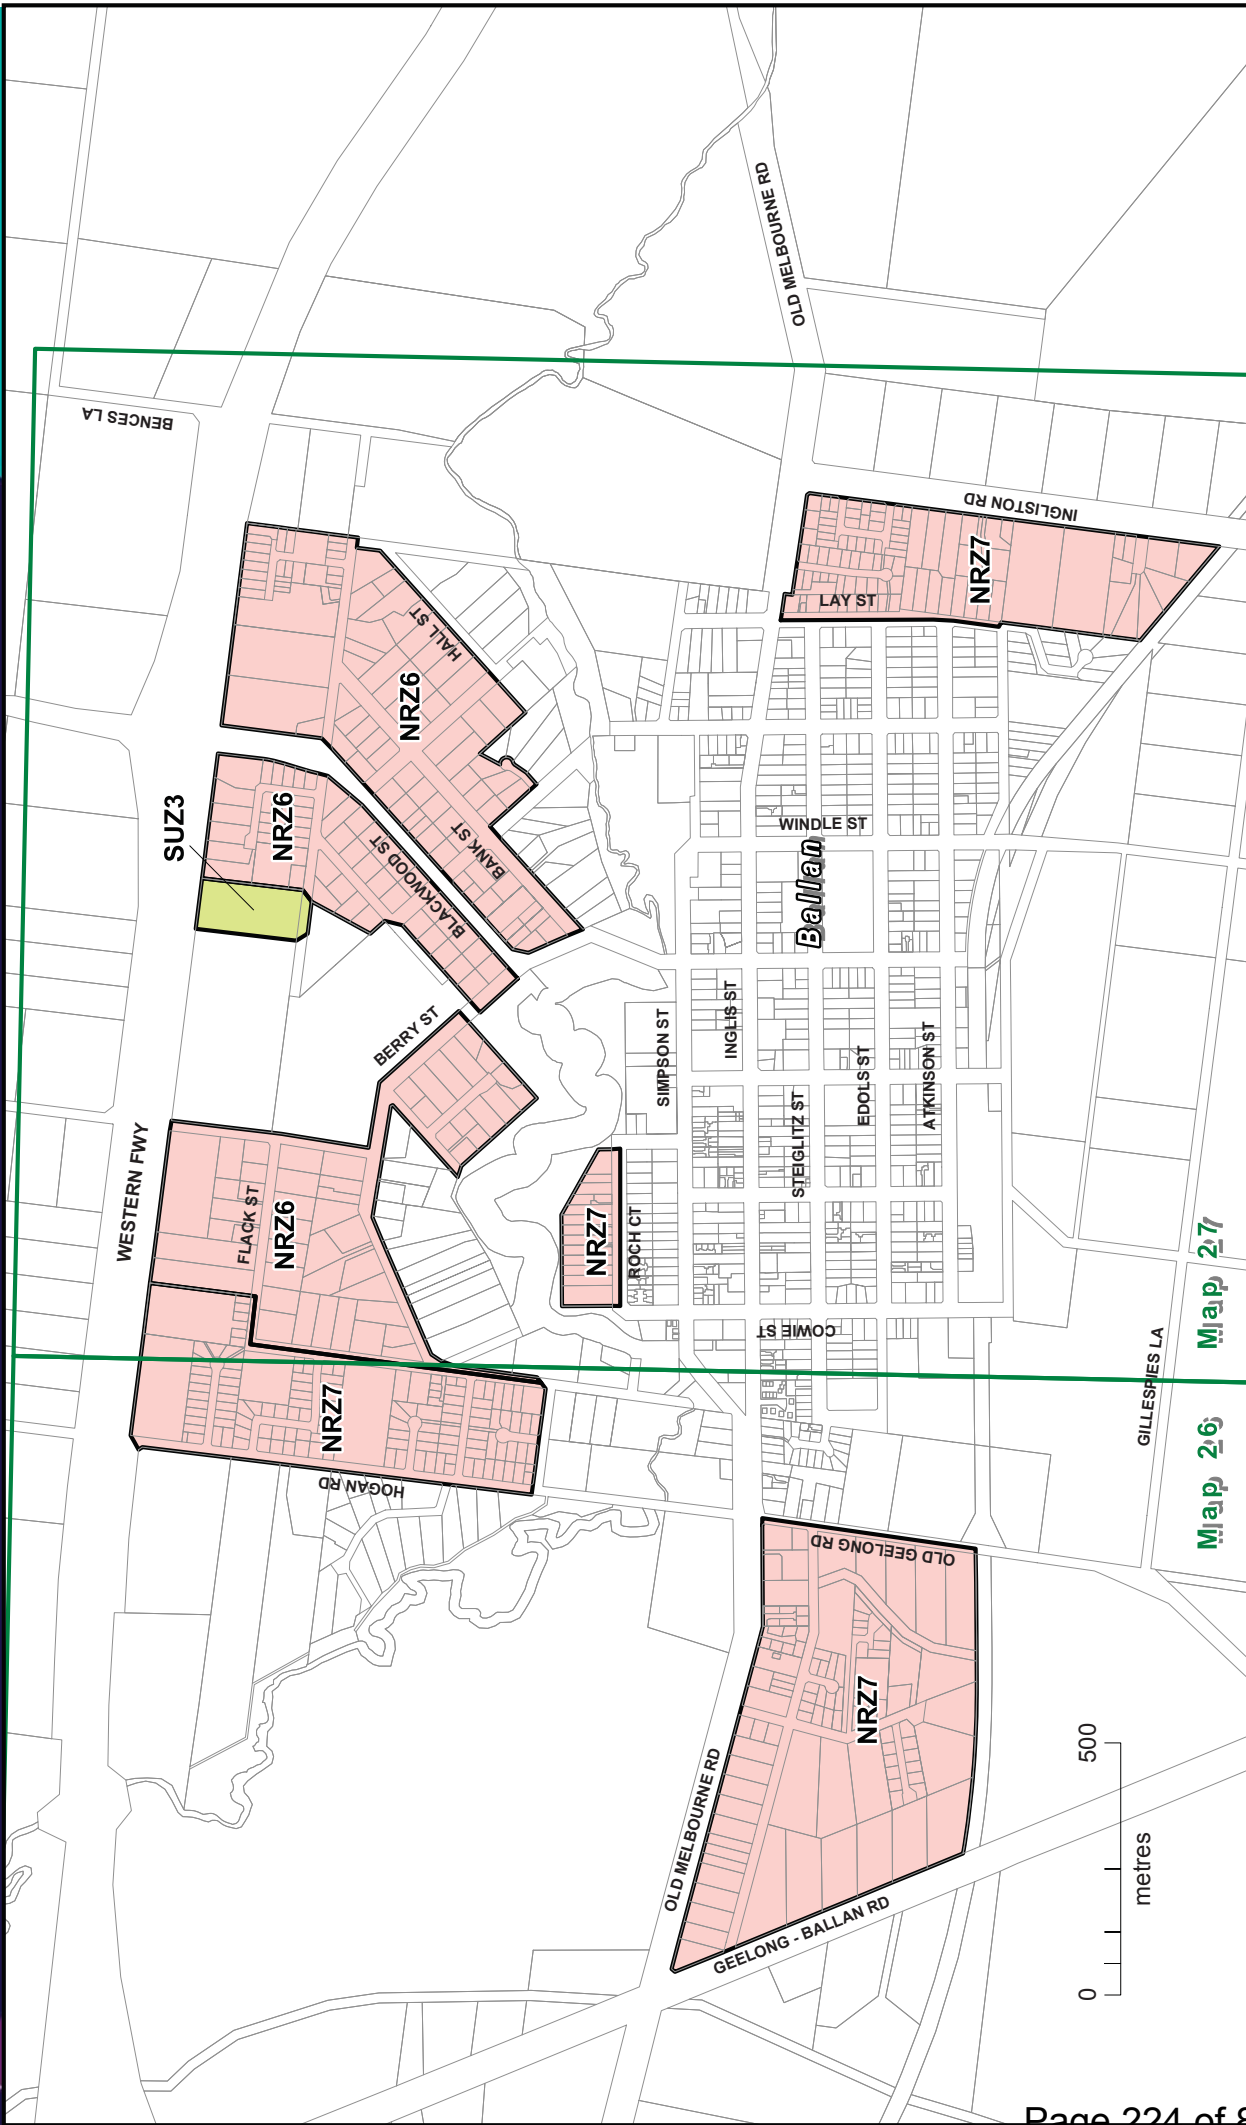 BENCES LA
OLD MELBOURNE RD
INGLISTON RD
HALL ST
NRZ6
NRZ7
LAY ST
SUZ3
NRZ6
BLACKWOOD ST
BANK ST
WINDLE ST
Ballan
BERRY ST
SIMPSON ST
INGLIS ST
STEIGLITZ ST
EDOLS ST
ATKINSON ST
WESTERN FWY
FLACK ST
NRZ6
NRZ7
ROCH CT
COWIE ST
Map 27
GILLESPIES LA
NRZ7
HOGAN RD
Map 26
OLD GEELONG RD
NRZ7
OLD MELBOURNE RD
GEELONG - BALLAN RD
0
500
metres
Page 224 of